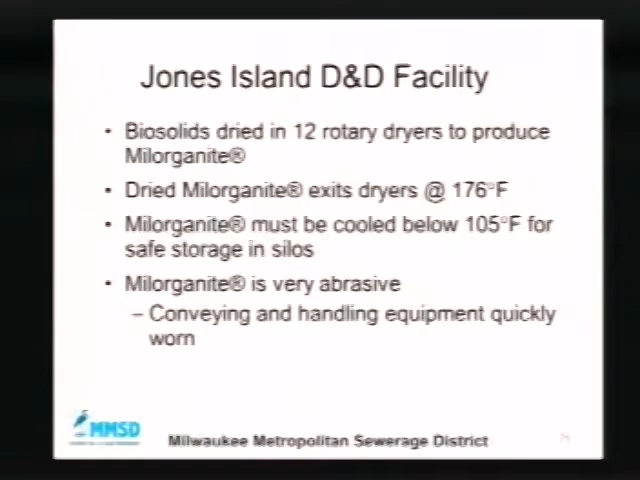 Jones Island D&D Facility
• Biosolids dried in 12 rotary dryers to produce
Milorganite®
• Dried Milorganite® exits dryers @ 176°F
• Milorganite® must be cooled below 105°F for
safe storage in silos
• Milorganite® is very abrasive
– Conveying and handling equipment quickly
worn
MMSD
Milwaukee Metropolitan Sewerage District